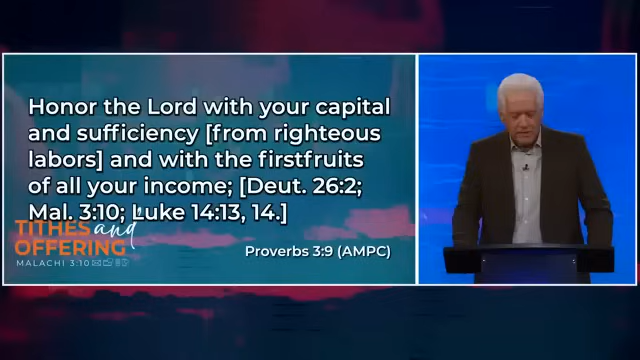 Honor the Lord with your capital
and sufficiency [from righteous
labors] and with the firstfruits
of all your income; [Deut. 26:2;
Mal. 3:10; Luke 14:13, 14.]
TITHES and
OFFERING
MALACHI 3:10
Proverbs 3:9 (AMPC)